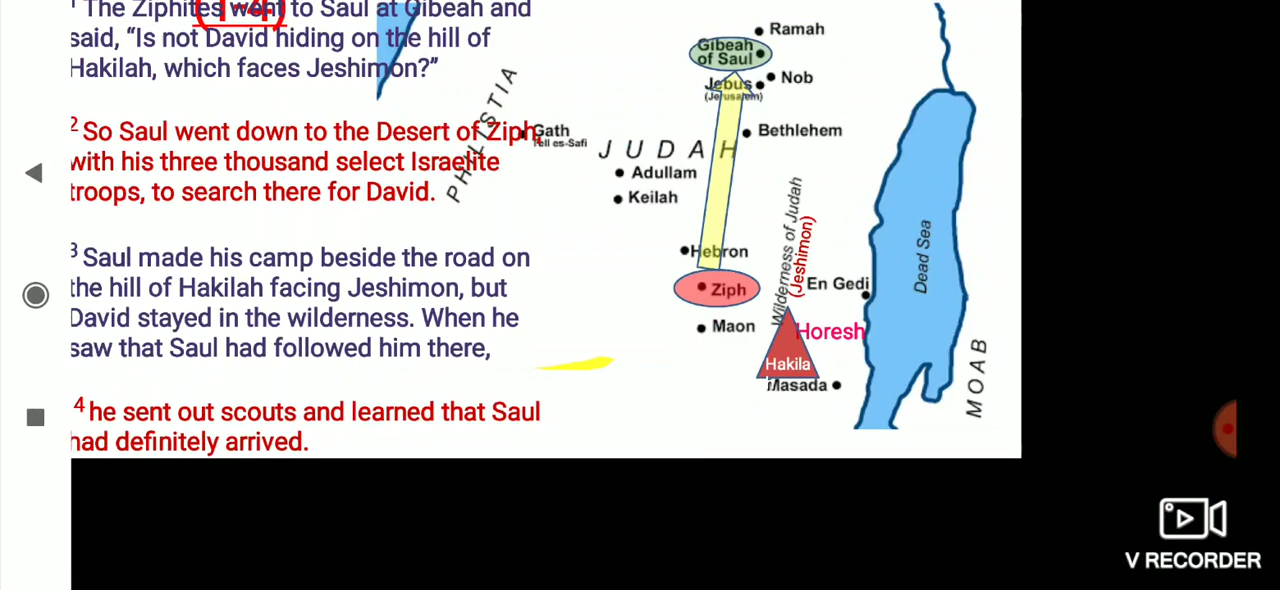 1 The Ziphites went to Saul at Gibeah and
said, “Is not David hiding on the hill of
Hakilah, which faces Jeshimon?”
2 So Saul went down to the Desert of Ziph,
with his three thousand select Israelite
troops, to search there for David.
3 Saul made his camp beside the road on
the hill of Hakilah facing Jeshimon, but
David stayed in the wilderness. When he
saw that Saul had followed him there,
4 he sent out scouts and learned that Saul
had definitely arrived.
PHILISTIA
Ramah
Gibeah
of Saul
Nob
Jebus
(Jerusalem)
Gath
Tell es-Safi
Bethlehem
JUDAH
Adullam
Keilah
Wilderness of Judah
(Jeshimon)
Hebron
Ziph
En Gedi
Dead Sea
Maon
Horesh
Hakila
Masada
MOAB
V RECORDER